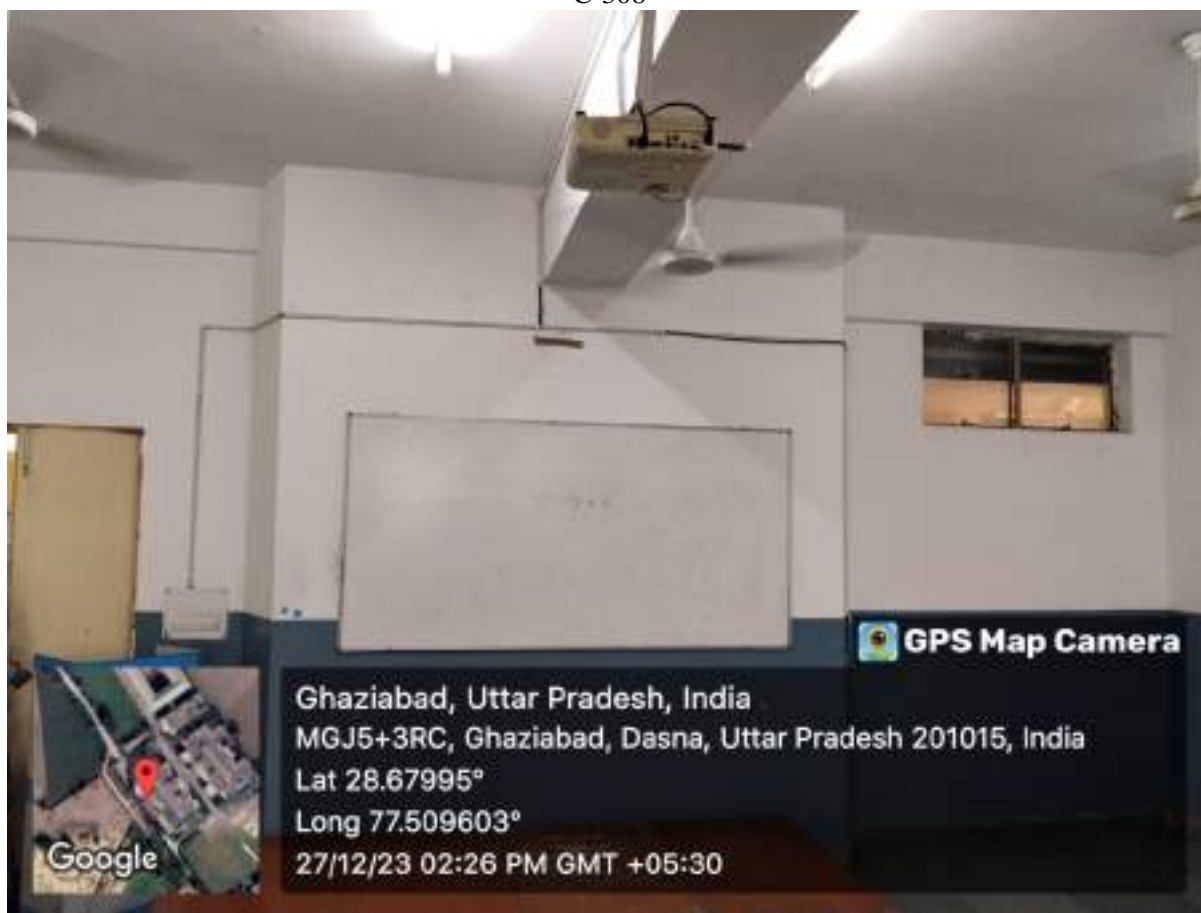 GPS Map Camera
Ghaziabad, Uttar Pradesh, India
MGJ5+3RC, Ghaziabad, Dasna, Uttar Pradesh 201015, India
Lat 28.67995°
Long 77.509603°
27/12/23 02:26 PM GMT +05:30
Google